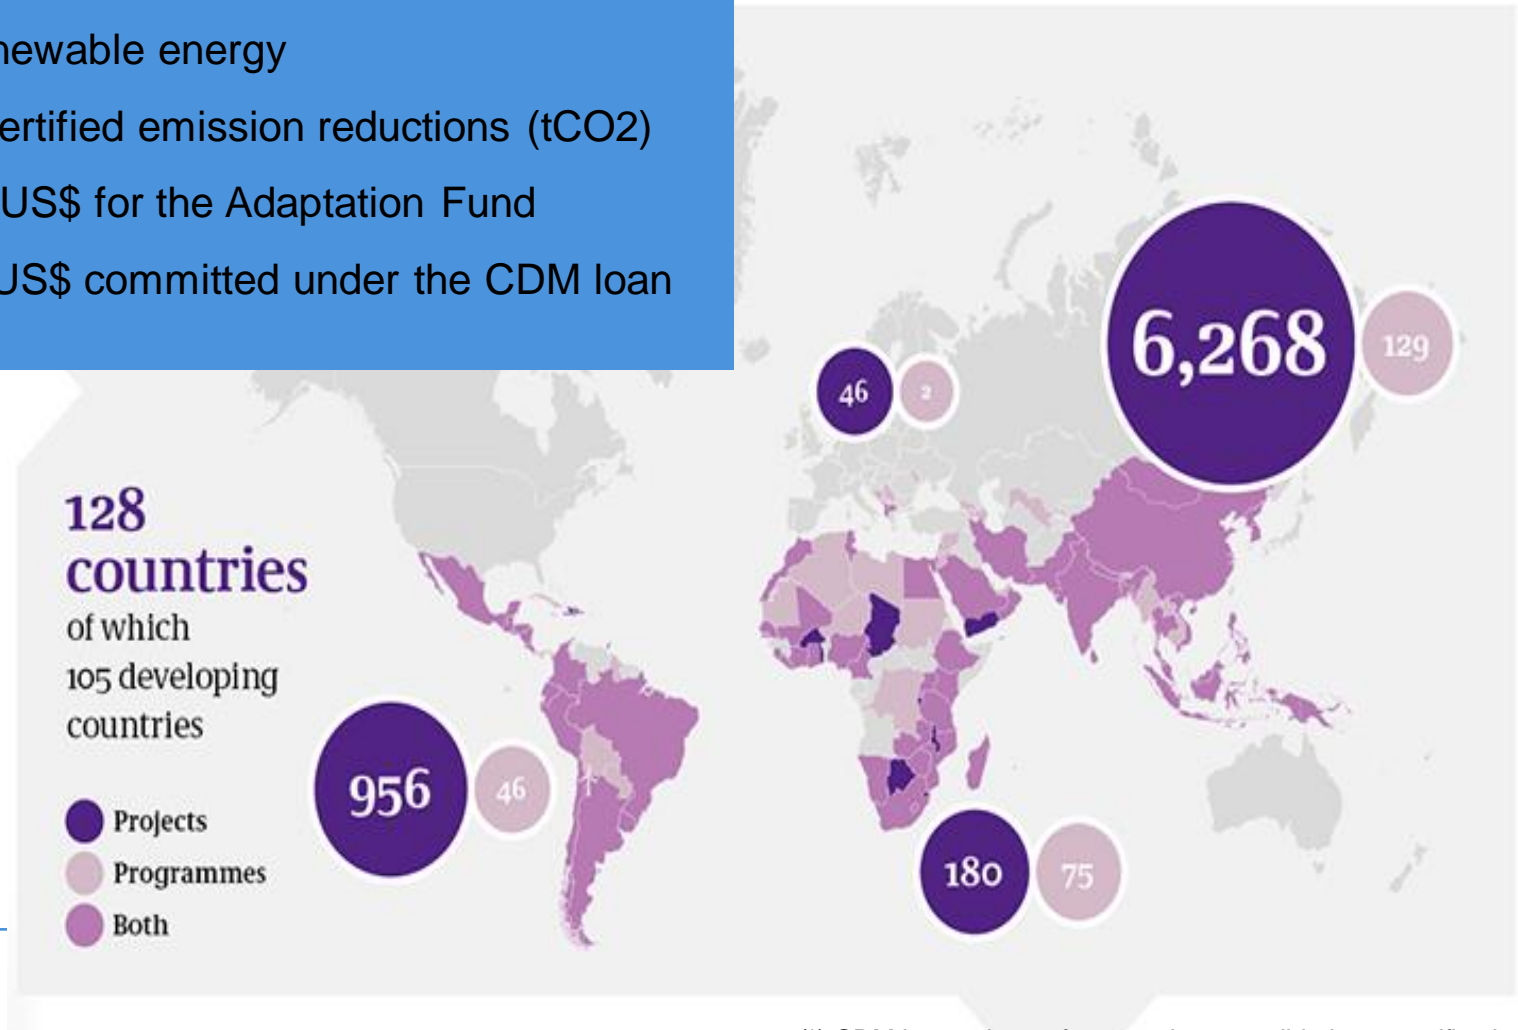 newable energy
ertified emission reductions (tCO2)
US$ for the Adaptation Fund
US$ committed under the CDM loan
6,268
129
46
2
128
countries
of which
105 developing
countries
956
46
Projects
Programmes
Both
180
75